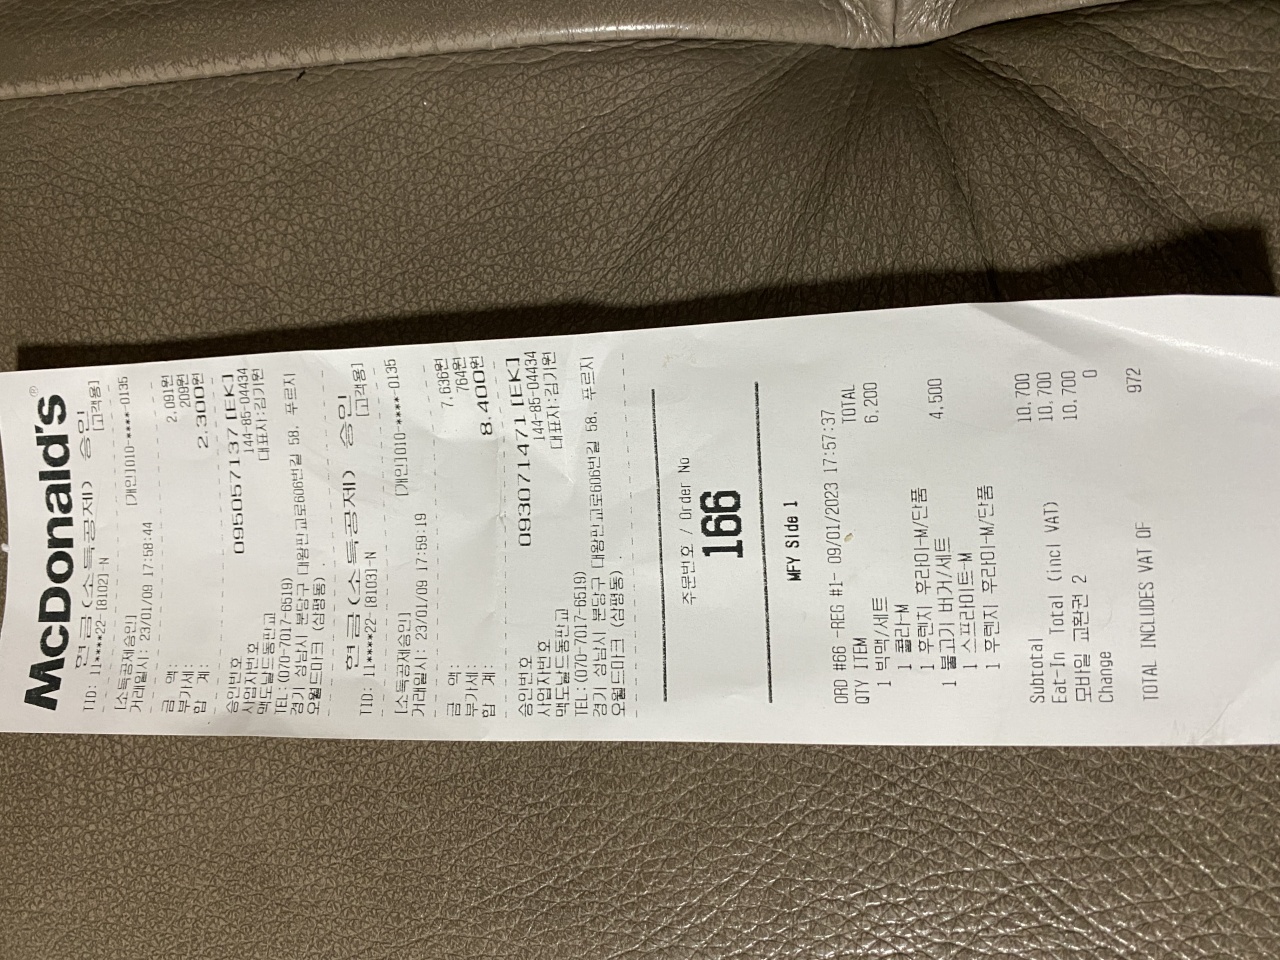 McDonald's®
현금(소득공제) 승인
TID: 11****22-[8102]-N [고객용]
[소득공제승인] [개인]010-****-0135
거래일시: 23/01/09 17:58:44
금 액: 2,091원
부가세: 209원
합 계: 2,300원
승인번호 095057137[EK]
사업자번호 144-85-04434
맥도날드동판교 대표자:김기원
TEL:(070-7017-6519)
경기 성남시 분당구 대왕판교로606번길 58, 푸르지
오월드마크 (삼평동).
현금(소득공제) 승인
TID: 11****22-[8103]-N [고객용]
[소득공제승인] [개인]010-****-0135
거래일시: 23/01/09 17:59:19
금 액: 7,636원
부가세: 764원
합 계: 8,400원
승인번호 093071471[EK]
사업자번호 144-85-04434
맥도날드동판교 대표자:김기원
TEL:(070-7017-6519)
경기 성남시 분당구 대왕판교로606번길 58, 푸르지
오월드마크 (삼평동).
주문번호 / Order No
166
MFY Side 1
ORD #66 -REG #1- 09/01/2023 17:57:37
QTY ITEM TOTAL
1 빅맥/세트 6,200
1 콜라-M
1 후렌치 후라이-M/단품
1 불고기 버거/세트 4,500
1 스프라이트-M
1 후렌치 후라이-M/단품
Subtotal 10,700
Eat-In Total (incl VAT) 10,700
모바일 교환권 2 10,700
Change 0
TOTAL INCLUDES VAT OF 972